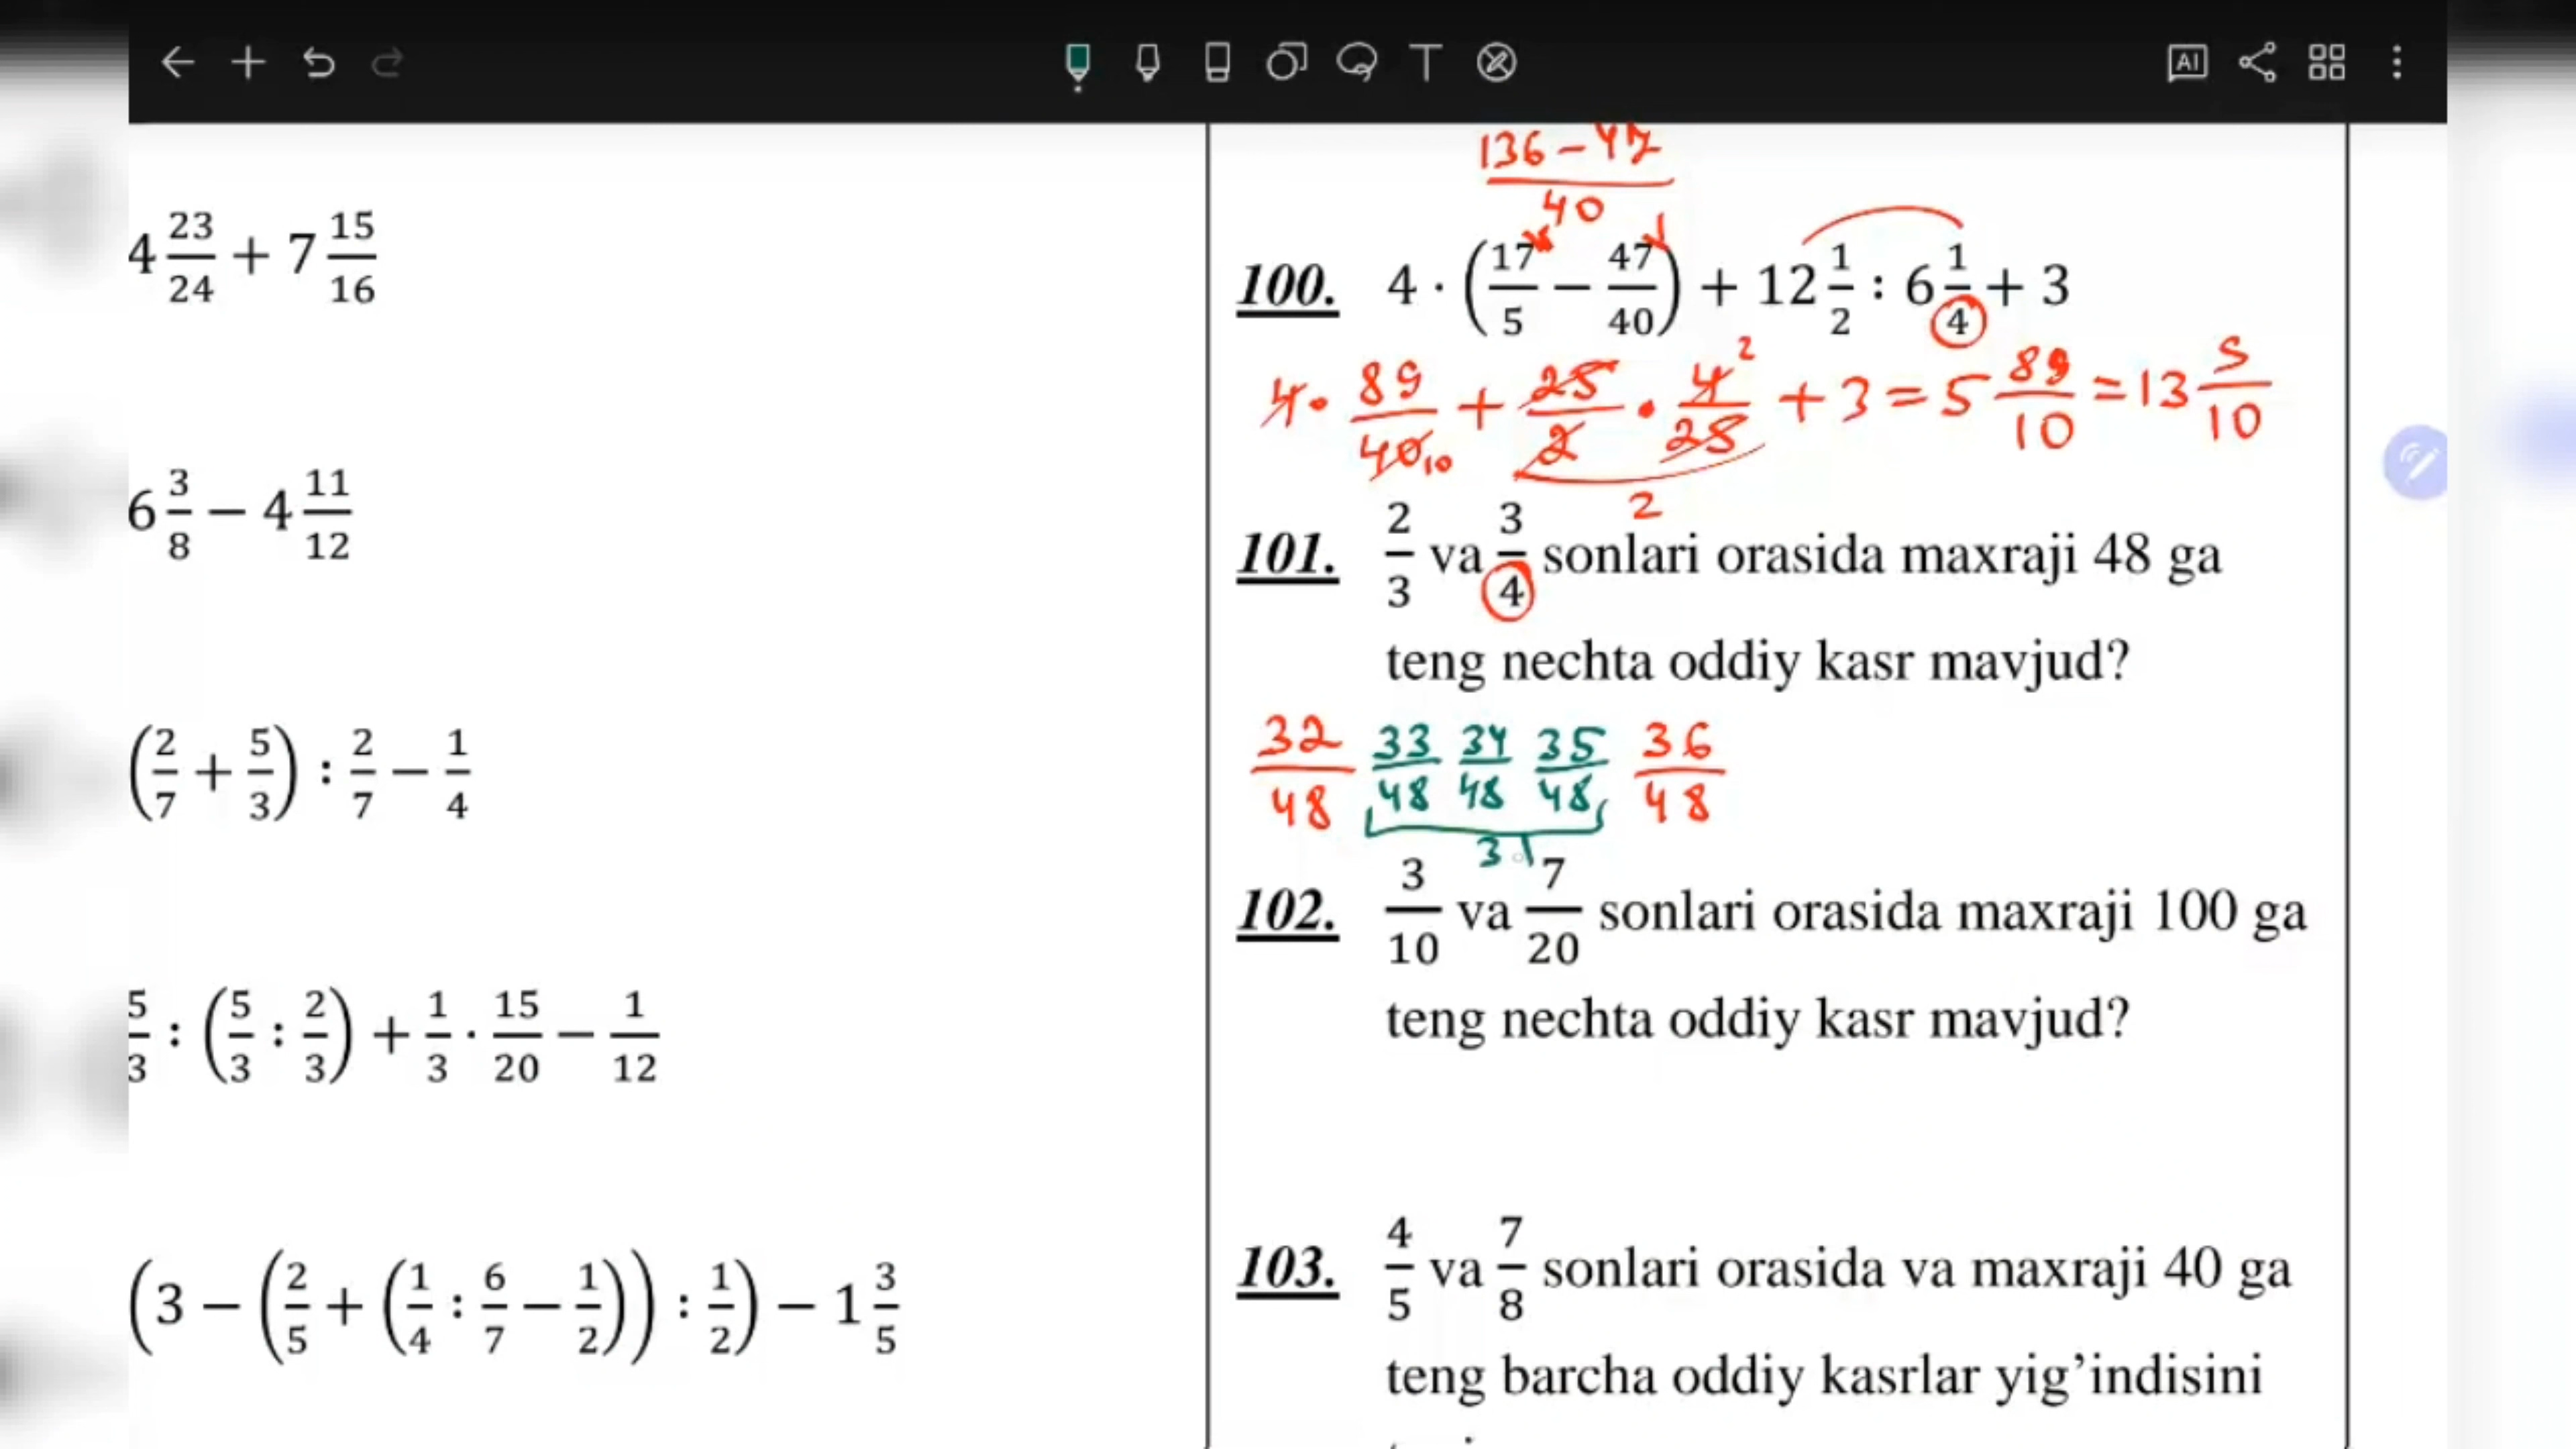 AI
4 23/24 + 7 15/16
6 3/8 − 4 11/12
(2/7 + 5/3) : 2/7 − 1/4
5/3 : (5/3 : 2/3) + 1/3 · 15/20 − 1/12
(3 − (2/5 + (1/4 : 6/7 − 1/2)) : 1/2) − 1 3/5
136 − 47 / 40
100. 4 · (17/5 − 47/40) + 12 1/2 : 6 1/4 + 3
4 · 89/40 10 + 25/2 · 4 2/25 + 3 = 5 89/10 = 13 9/10
2
101. 2/3 va 3/4 sonlari orasida maxraji 48 ga
teng nechta oddiy kasr mavjud?
32/48 33/48 34/48 35/48 36/48
3
102. 3/10 va 7/20 sonlari orasida maxraji 100 ga
teng nechta oddiy kasr mavjud?
103. 4/5 va 7/8 sonlari orasida va maxraji 40 ga
teng barcha oddiy kasrlar yig’indisini